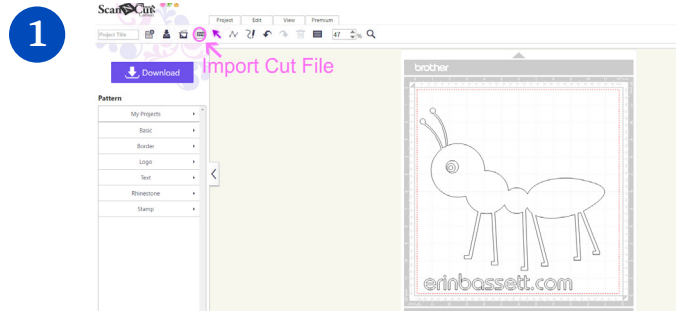 1
ScanNCut
Canvas
Project Edit View Premium
Project Title
47 %
Import Cut File
Download
Pattern
My Projects
Basic
Border
Logo
Text
Rhinestone
Stamp
brother
erinbassett.com